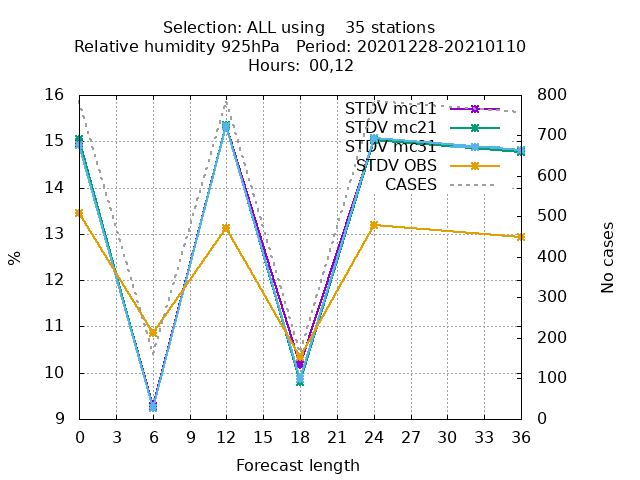 Selection: ALL using    35 stations
Relative humidity 925hPa   Period: 20201228-20210110
Hours: 00,12
STDV mc11
STDV mc21
STDV mc31
STDV OBS
CASES
16
15
14
13
12
11
10
9
%
800
700
600
500
400
300
200
100
0
No cases
0 3 6 9 12 15 18 21 24 27 30 33 36
Forecast length